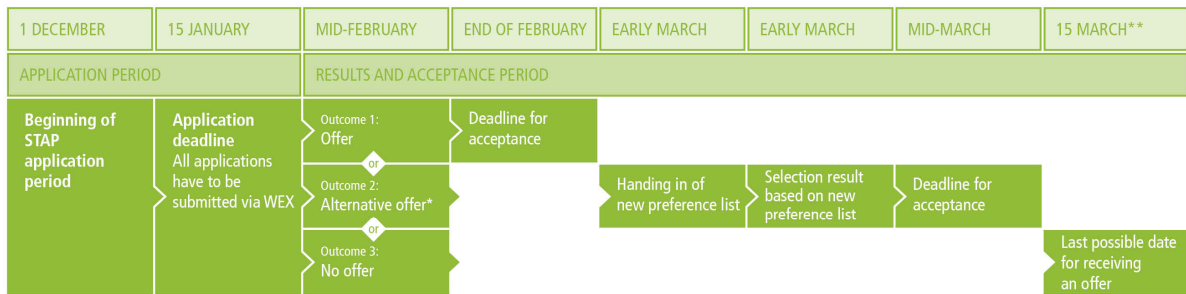 1 DECEMBER
15 JANUARY
MID-FEBRUARY
END OF FEBRUARY
EARLY MARCH
EARLY MARCH
MID-MARCH
15 MARCH**
APPLICATION PERIOD
RESULTS AND ACCEPTANCE PERIOD
Beginning of
STAP
application
period
Application
deadline
All applications
have to be
submitted via WEX
Outcome 1:
Offer
or
Outcome 2:
Alternative offer*
or
Outcome 3:
No offer
Deadline for
acceptance
Handing in of
new preference list
Selection result
based on new
preference list
Deadline for
acceptance
Last possible date
for receiving
an offer